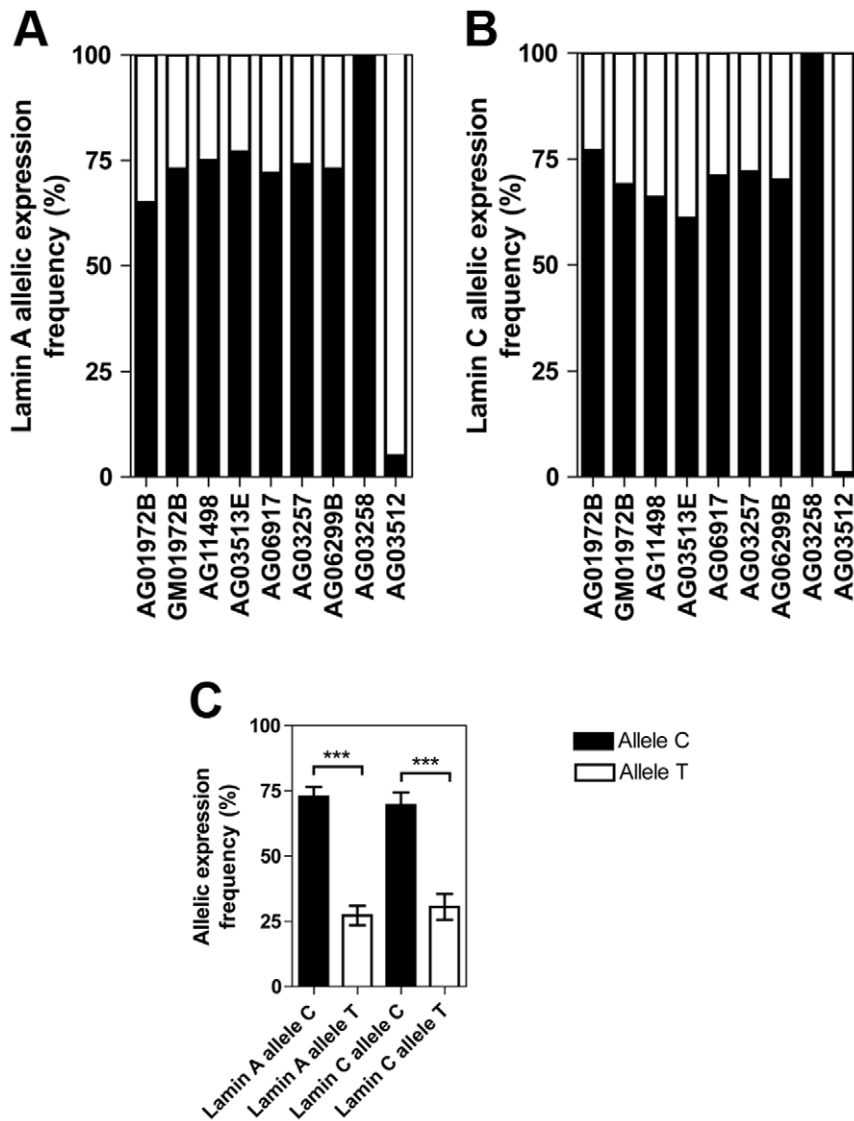 A
Lamin A allelic expression
frequency (%)
100
75
50
25
0
AG01972B
GM01972B
AG11498
AG03513E
AG06917
AG03257
AG06299B
AG03258
AG03512
B
Lamin C allelic expression
frequency (%)
100
75
50
25
0
AG01972B
GM01972B
AG11498
AG03513E
AG06917
AG03257
AG06299B
AG03258
AG03512
C
Allelic expression
frequency (%)
100
75
50
25
0
***
***
Lamin A allele C
Lamin A allele T
Lamin C allele C
Lamin C allele T
Allele C
Allele T